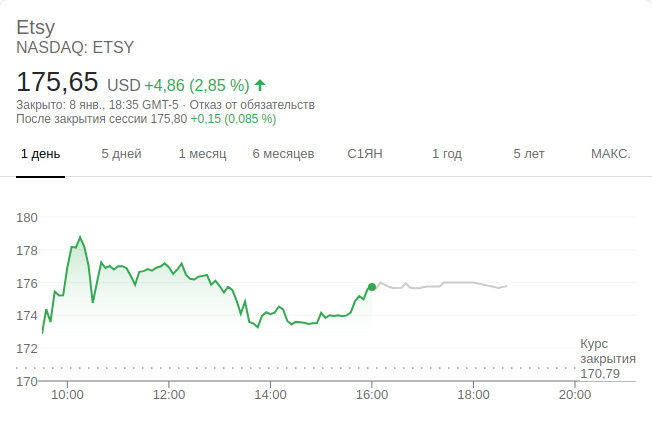 Etsy
NASDAQ: ETSY
175,65 USD +4,86 (2,85 %)
Закрыто: 8 янв., 18:35 GMT-5 · Отказ от обязательств
После закрытия сессии 175,80 +0,15 (0,085 %)
1 день 5 дней 1 месяц 6 месяцев С1ЯН 1 год 5 лет МАКС.
180
178
176
174
172
170
Курс
закрытия
170,79
10:00 12:00 14:00 16:00 18:00 20:00